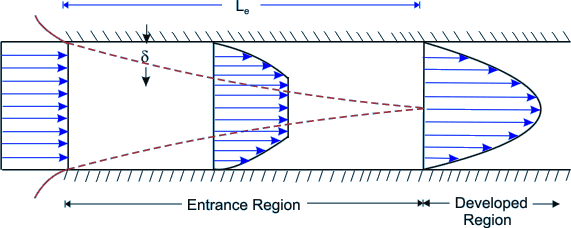 Le
δ
Entrance Region
Developed
Region